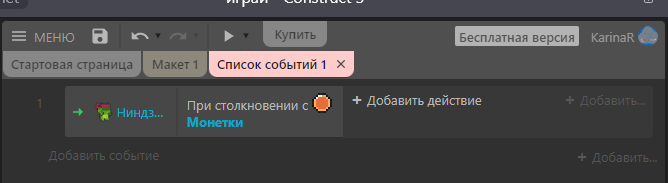 играй - Construct 3
МЕНЮ
Купить
Бесплатная версия
KarinaR
Стартовая страница
Макет 1
Список событий 1
1
Ниндз...
При столкновении с
Монетки
Добавить действие
Добавить...
Добавить событие
Добавить...